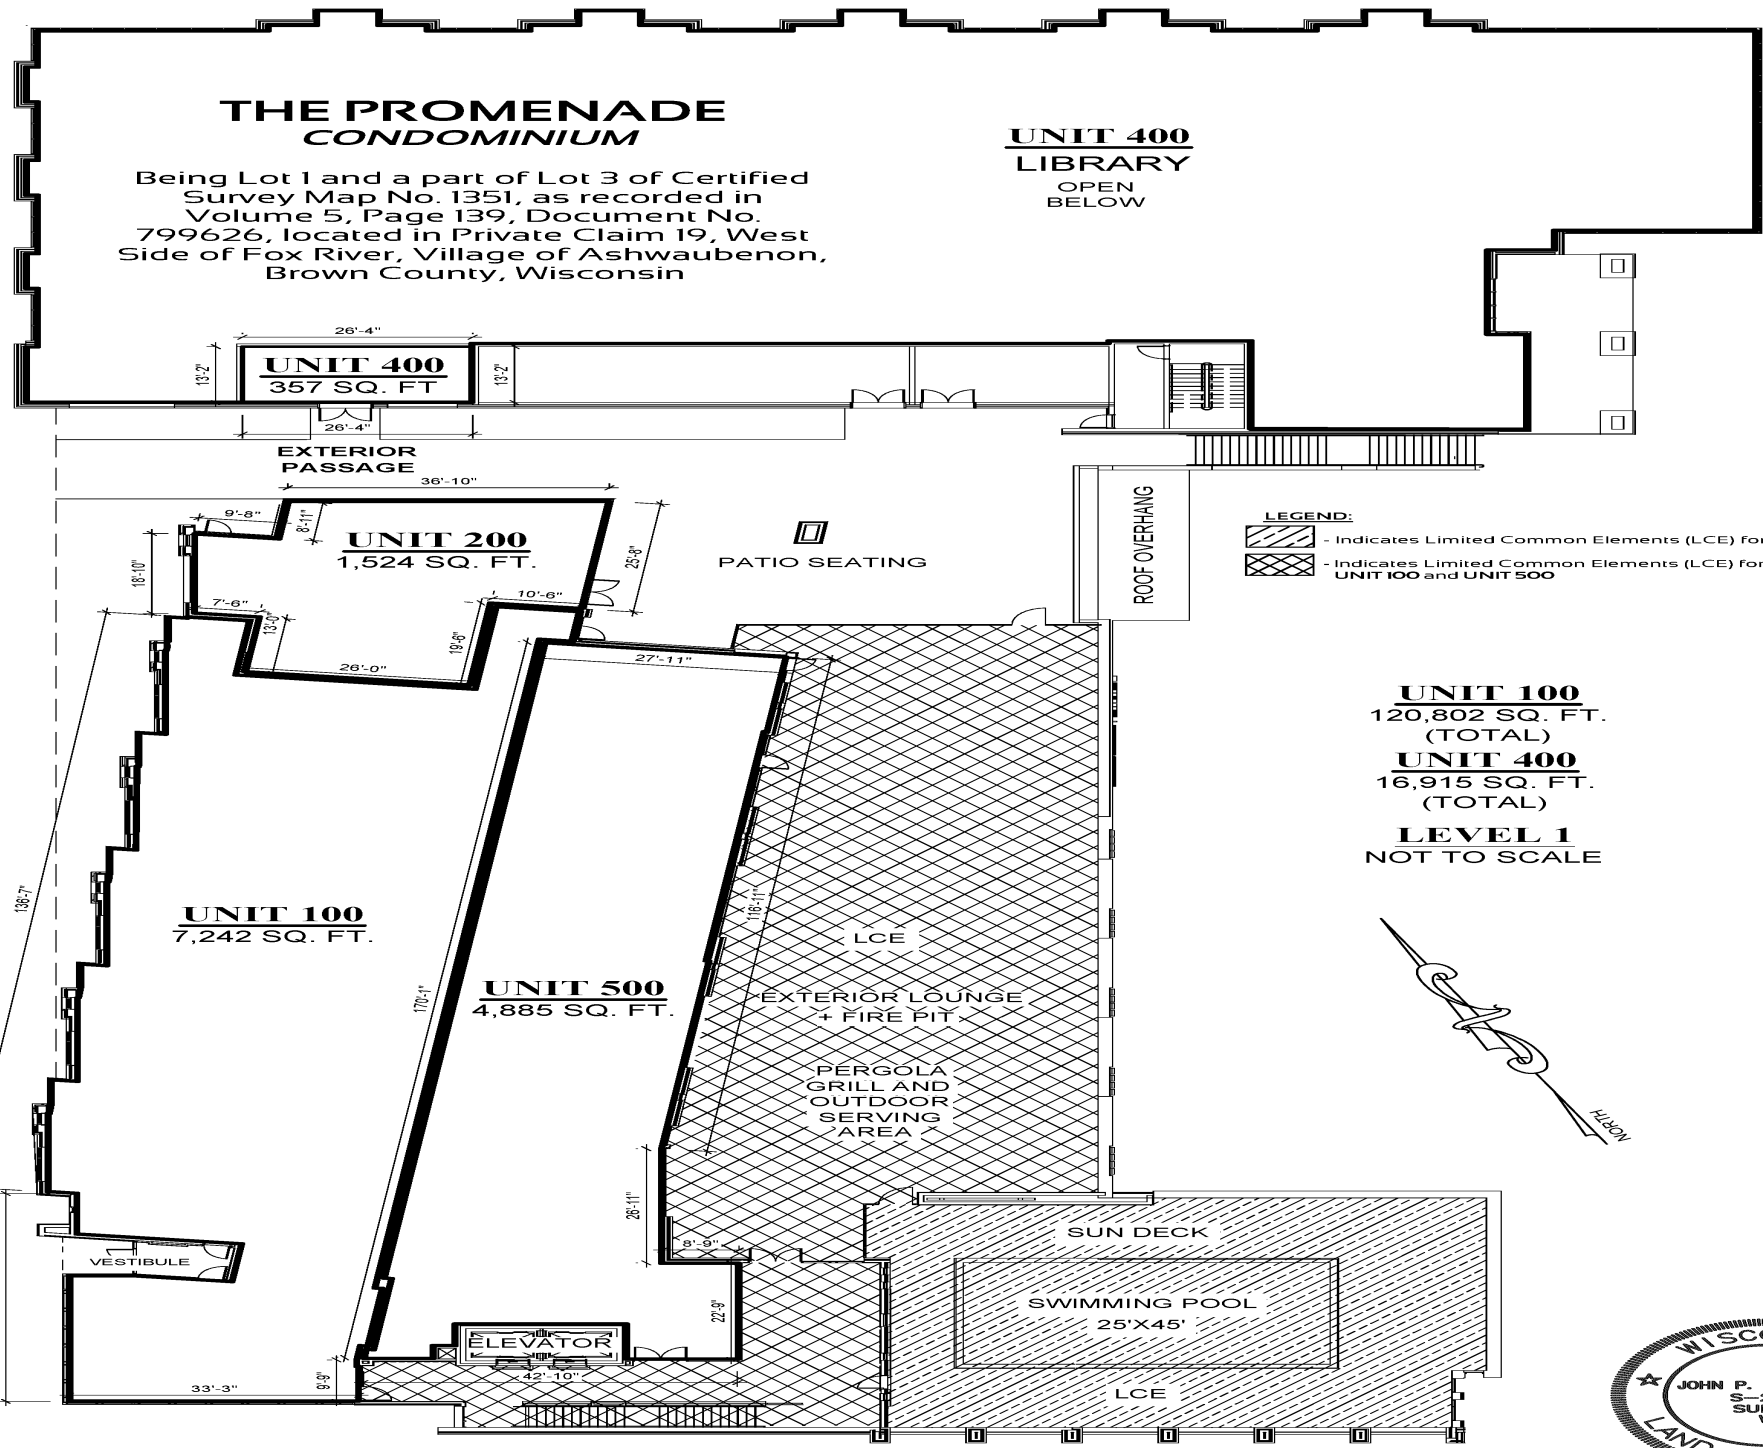 THE PROMENADE
CONDOMINIUM
Being Lot 1 and a part of Lot 3 of Certified
Survey Map No. 1351, as recorded in
Volume 5, Page 139, Document No.
799626, located in Private Claim 19, West
Side of Fox River, Village of Ashwaubenon,
Brown County, Wisconsin
UNIT 400
LIBRARY
OPEN
BELOW
26'-4"
13'-2"
UNIT 400
357 SQ. FT
13'-2"
26'-4"
EXTERIOR
PASSAGE
36'-10"
9'-8"
8'-11"
UNIT 200
1,524 SQ. FT.
25'-8"
18'-10"
7'-6"
13'-0"
10'-6"
19'-6"
26'-0"
PATIO SEATING
ROOF OVERHANG
LEGEND:
- Indicates Limited Common Elements (LCE) for
- Indicates Limited Common Elements (LCE) for
UNIT 100 and UNIT 500
27'-11"
UNIT 100
120,802 SQ. FT.
(TOTAL)
UNIT 400
16,915 SQ. FT.
(TOTAL)
LEVEL 1
NOT TO SCALE
136'-7"
UNIT 100
7,242 SQ. FT.
170'-1"
116'-11"
UNIT 500
4,885 SQ. FT.
LCE
EXTERIOR LOUNGE
+ FIRE PIT
PERGOLA
GRILL AND
OUTDOOR
SERVING
AREA
NORTH
26'-11"
8'-9"
VESTIBULE
22'-9"
ELEVATOR
42'-10"
33'-3"
9'-9"
SUN DECK
SWIMMING POOL
25'X45'
LCE
WISCO
JOHN P.
S-2
SU
LAND